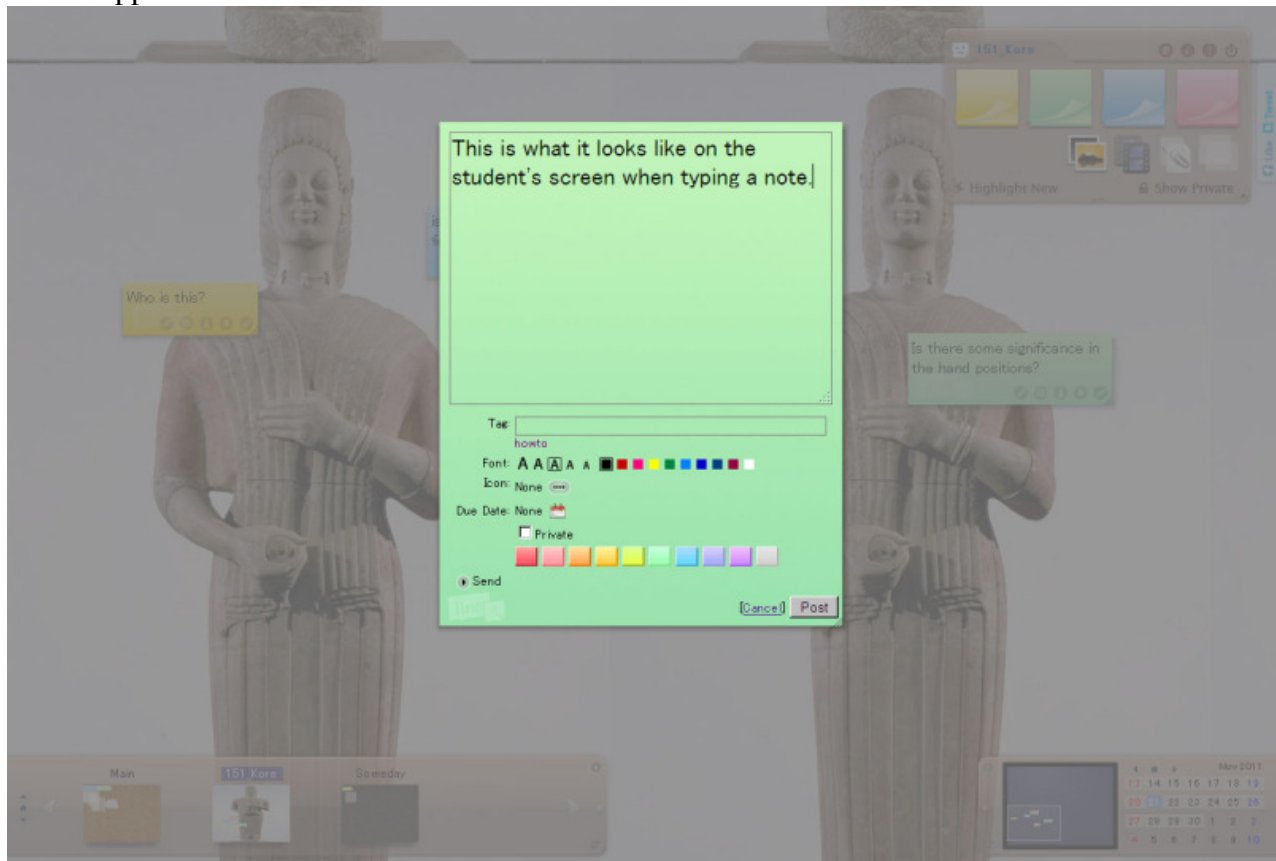 151_Kore
Like Tweet
Highlight New Show Private
This is what it looks like on the
student's screen when typing a note.
Who is this?
Is there some significance in
the hand positions?
Tag:
howto
Font: A A A A A
Icon: None
Due Date: None
Private
Send
[Cancel] Post
Main 151_Kore Someday
Nov 2011
13 14 15 16 17 18 19
20 22 23 24 25 26
27 28 29 30 1 2 3
4 5 6 7 8 9 10